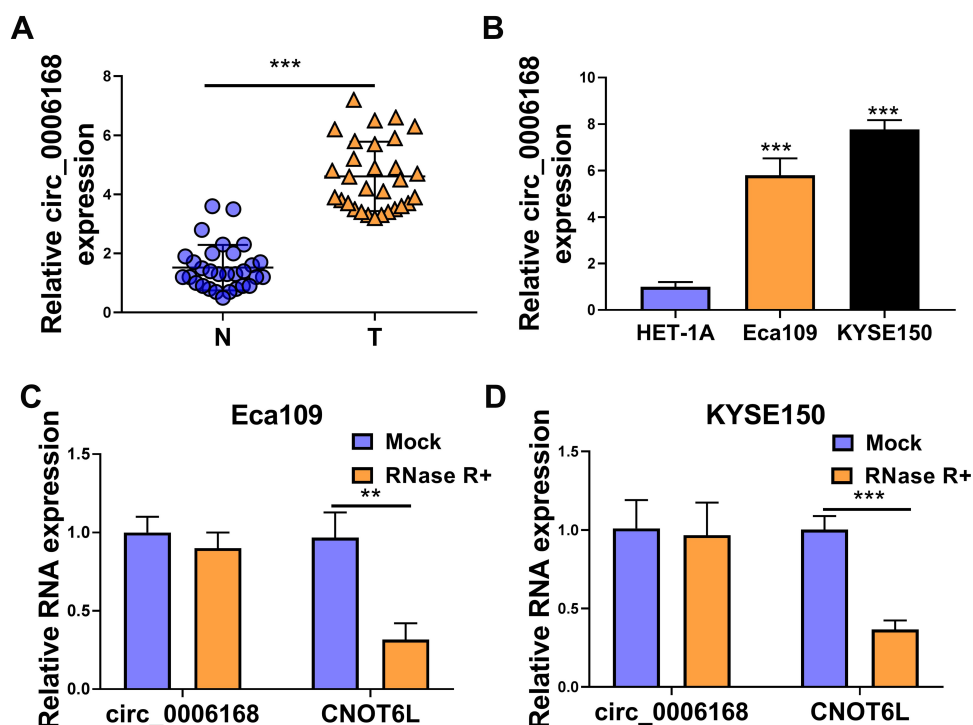 A
Relative circ_0006168
expression
8
6
4
2
0
***
N
T
B
Relative circ_0006168
expression
10
8
6
4
2
0
***
***
HET-1A
Eca109
KYSE150
C
Eca109
Relative RNA expression
1.5
1.0
0.5
0.0
Mock
RNase R+
**
circ_0006168
CNOT6L
D
KYSE150
Relative RNA expression
1.5
1.0
0.5
0.0
Mock
RNase R+
***
circ_0006168
CNOT6L